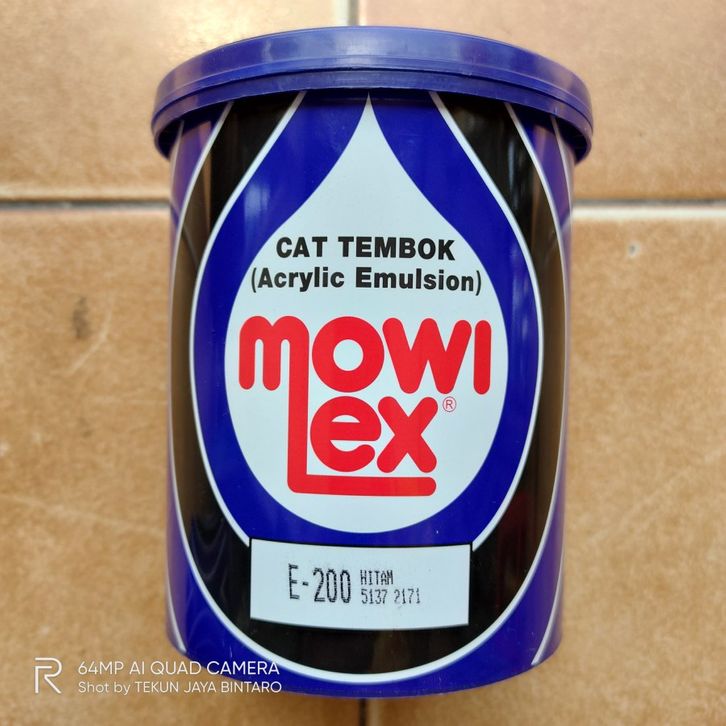 CAT TEMBOK
(Acrylic Emulsion)
mowi
lex®
E-200 HITAM
5137 2171
R 64MP AI QUAD CAMERA
Shot by TEKUN JAYA BINTARO